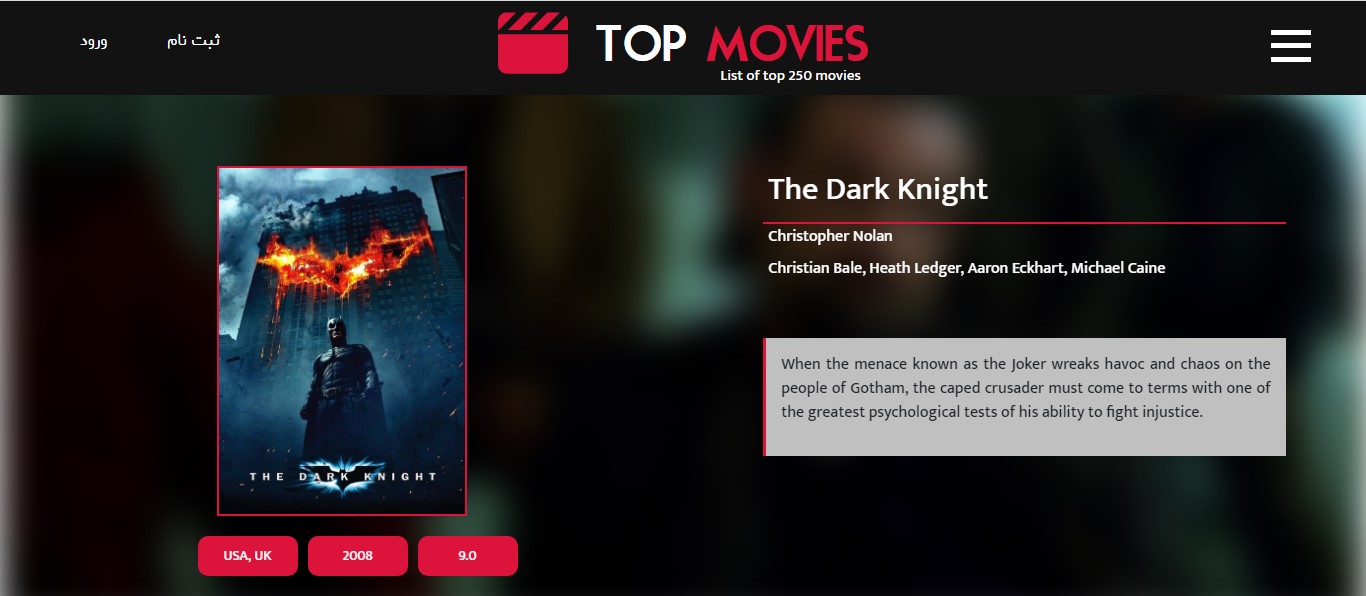 ورود
ثبت نام
TOP MOVIES
List of top 250 movies
THE DARK KNIGHT
USA, UK
2008
9.0
The Dark Knight
Christopher Nolan
Christian Bale, Heath Ledger, Aaron Eckhart, Michael Caine
When the menace known as the Joker wreaks havoc and chaos on the
people of Gotham, the caped crusader must come to terms with one of
the greatest psychological tests of his ability to fight injustice.